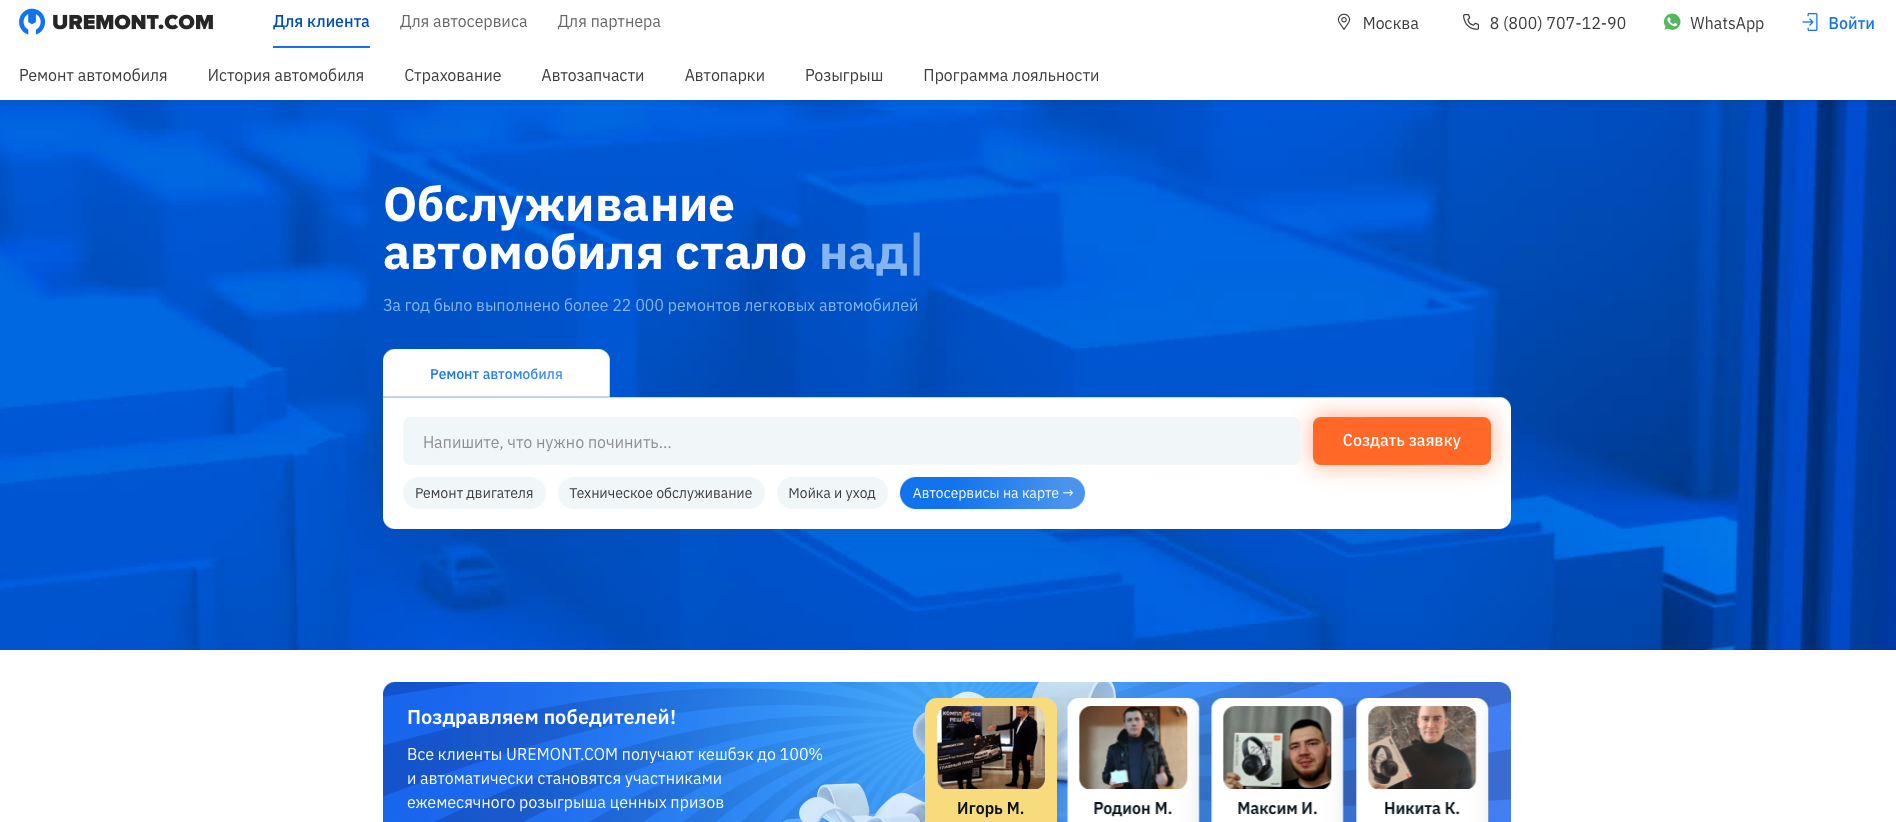 UREMONT.COM
Для клиента
Для автосервиса
Для партнера
Москва
8 (800) 707-12-90
WhatsApp
Войти
Ремонт автомобиля
История автомобиля
Страхование
Автозапчасти
Автопарки
Розыгрыш
Программа лояльности
Обслуживание
автомобиля стало над|
За год было выполнено более 22 000 ремонтов легковых автомобилей
Ремонт автомобиля
Напишите, что нужно починить...
Создать заявку
Ремонт двигателя
Техническое обслуживание
Мойка и уход
Автосервисы на карте →
Поздравляем победителей!
Все клиенты UREMONT.COM получают кешбэк до 100%
и автоматически становятся участниками
ежемесячного розыгрыша ценных призов
Игорь М.
Родион М.
Максим И.
Никита К.